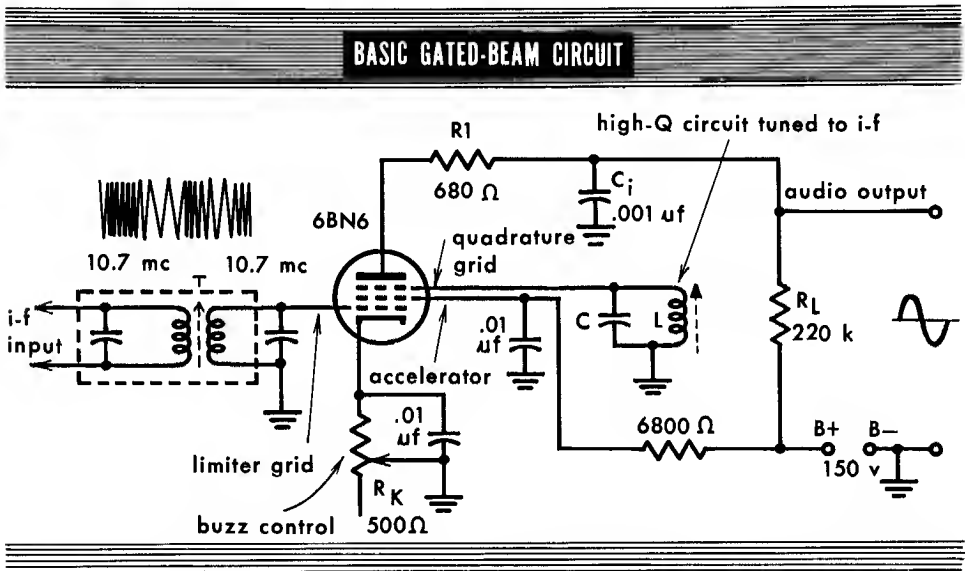 BASIC GATED-BEAM CIRCUIT
high-Q circuit tuned to i-f
R1
680 Ω
Ci
.001 uf
audio output
6BN6
quadrature
grid
10.7 mc
10.7 mc
T
i-f
input
.01
uf
C
L
RL
220 k
accelerator
.01
uf
6800 Ω
B+
B−
150 v
limiter grid
RK
500Ω
buzz control